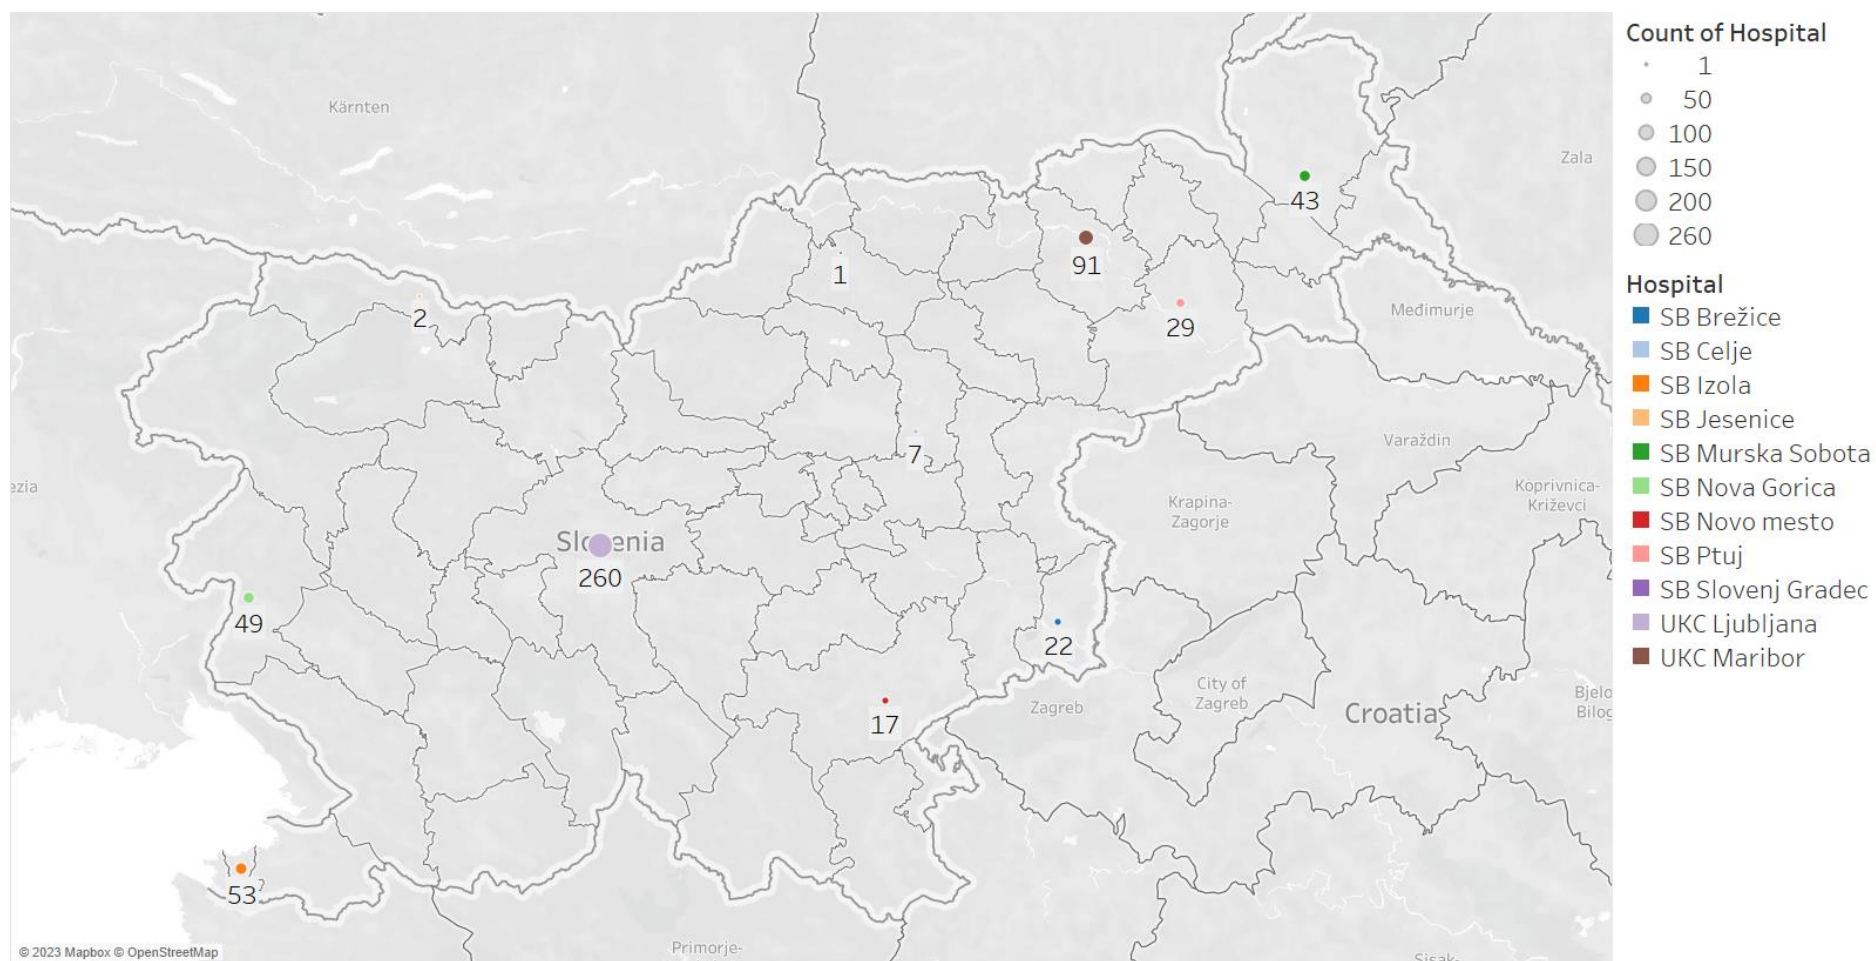 Kärnten
Zala
43
91
1
2
29
Međimurje
Varaždin
7
ezia
Koprivnica-
Križevci
Krapina-
Zagorje
Slovenia
260
49
22
City of
Zagreb
Zagreb
Bjelo
Bilog
Croatia
17
53
Primorje-
Sisak-
© 2023 Mapbox © OpenStreetMap
Count of Hospital
1
50
100
150
200
260
Hospital
SB Brežice
SB Celje
SB Izola
SB Jesenice
SB Murska Sobota
SB Nova Gorica
SB Novo mesto
SB Ptuj
SB Slovenj Gradec
UKC Ljubljana
UKC Maribor